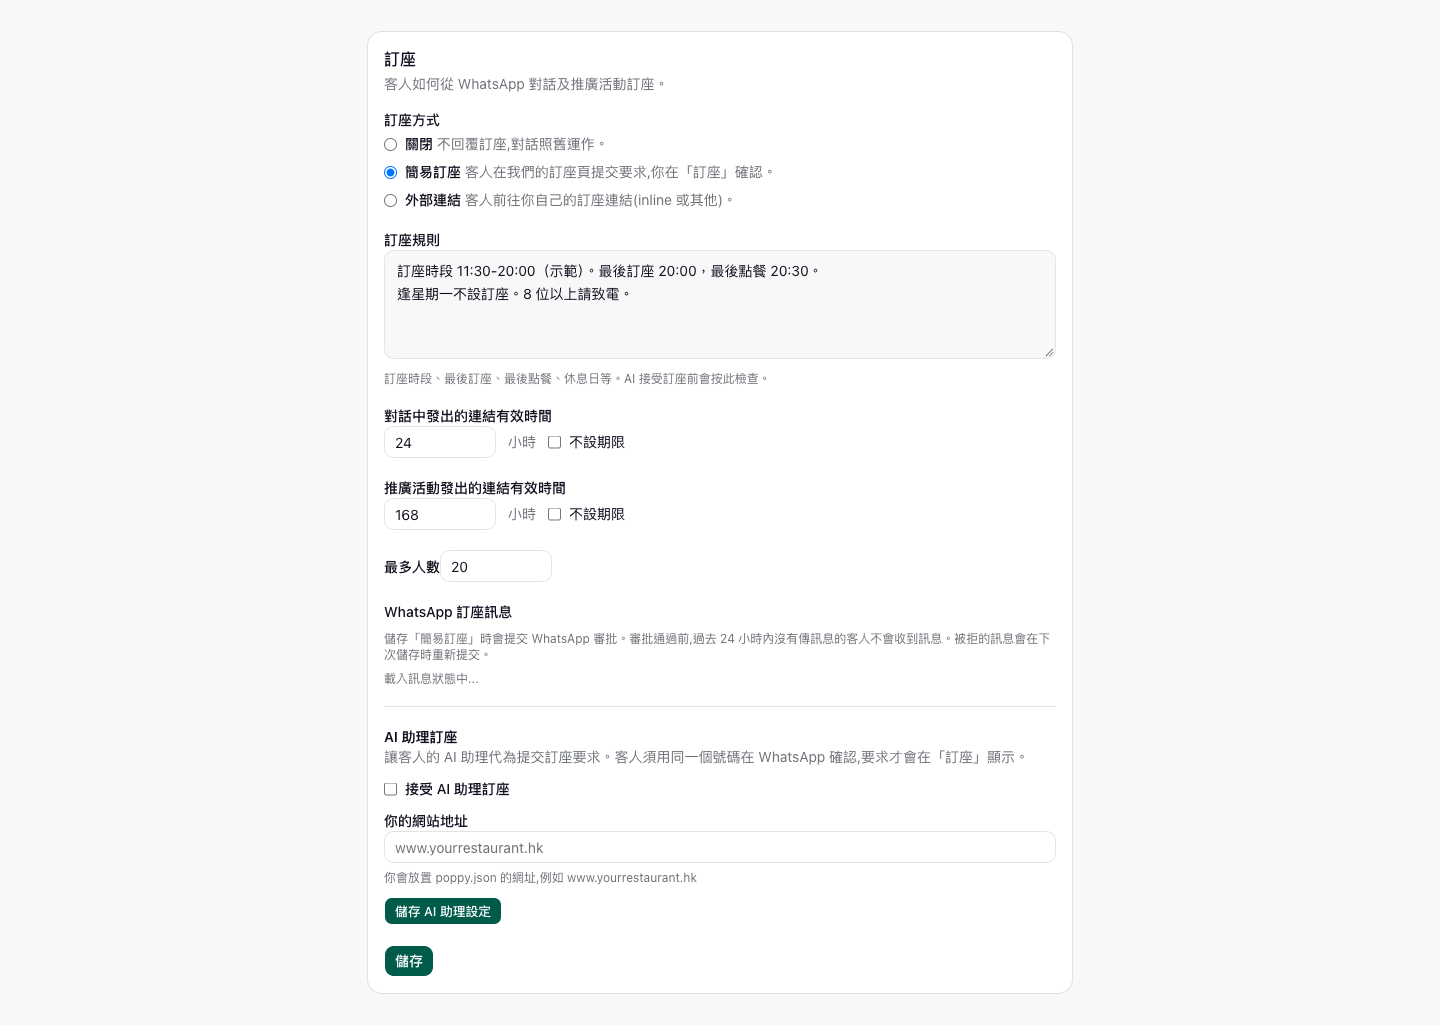 訂座
客人如何從 WhatsApp 對話及推廣活動訂座。
訂座方式
關閉 不回覆訂座,對話照舊運作。
簡易訂座 客人在我們的訂座頁提交要求,你在「訂座」確認。
外部連結 客人前往你自己的訂座連結(inline 或其他)。
訂座規則
訂座時段 11:30-20:00（示範）。最後訂座 20:00，最後點餐 20:30。
逢星期一不設訂座。8 位以上請致電。
訂座時段、最後訂座、最後點餐、休息日等。AI 接受訂座前會按此檢查。
對話中發出的連結有效時間
24 小時 不設期限
推廣活動發出的連結有效時間
168 小時 不設期限
最多人數 20
WhatsApp 訂座訊息
儲存「簡易訂座」時會提交 WhatsApp 審批。審批通過前,過去 24 小時內沒有傳訊息的客人不會收到訊息。被拒的訊息會在下
次儲存時重新提交。
載入訊息狀態中...
AI 助理訂座
讓客人的 AI 助理代為提交訂座要求。客人須用同一個號碼在 WhatsApp 確認,要求才會在「訂座」顯示。
接受 AI 助理訂座
你的網站地址
www.yourrestaurant.hk
你會放置 poppy.json 的網址,例如 www.yourrestaurant.hk
儲存 AI 助理設定
儲存